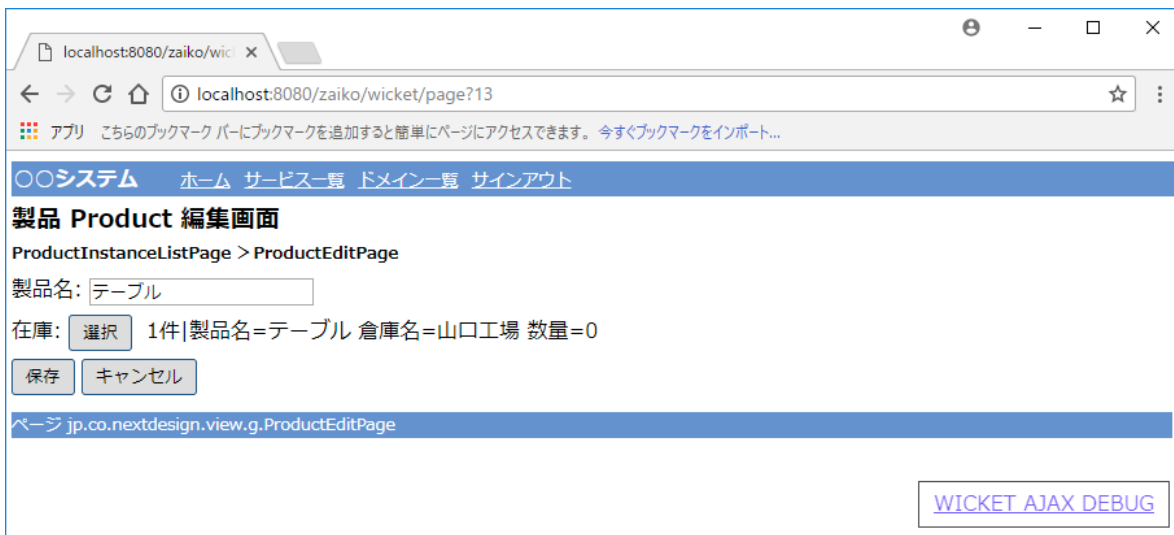 localhost:8080/zaiko/wic
localhost:8080/zaiko/wicket/page?13
アプリ こちらのブックマーク バーにブックマークを追加すると簡単にページにアクセスできます。今すぐブックマークをインポート...
○○システム ホーム サービス一覧 ドメイン一覧 サインアウト
製品 Product 編集画面
ProductInstanceListPage > ProductEditPage
製品名: テーブル
在庫: 選択 1件|製品名=テーブル 倉庫名=山口工場 数量=0
保存 キャンセル
ページ jp.co.nextdesign.view.g.ProductEditPage
WICKET AJAX DEBUG